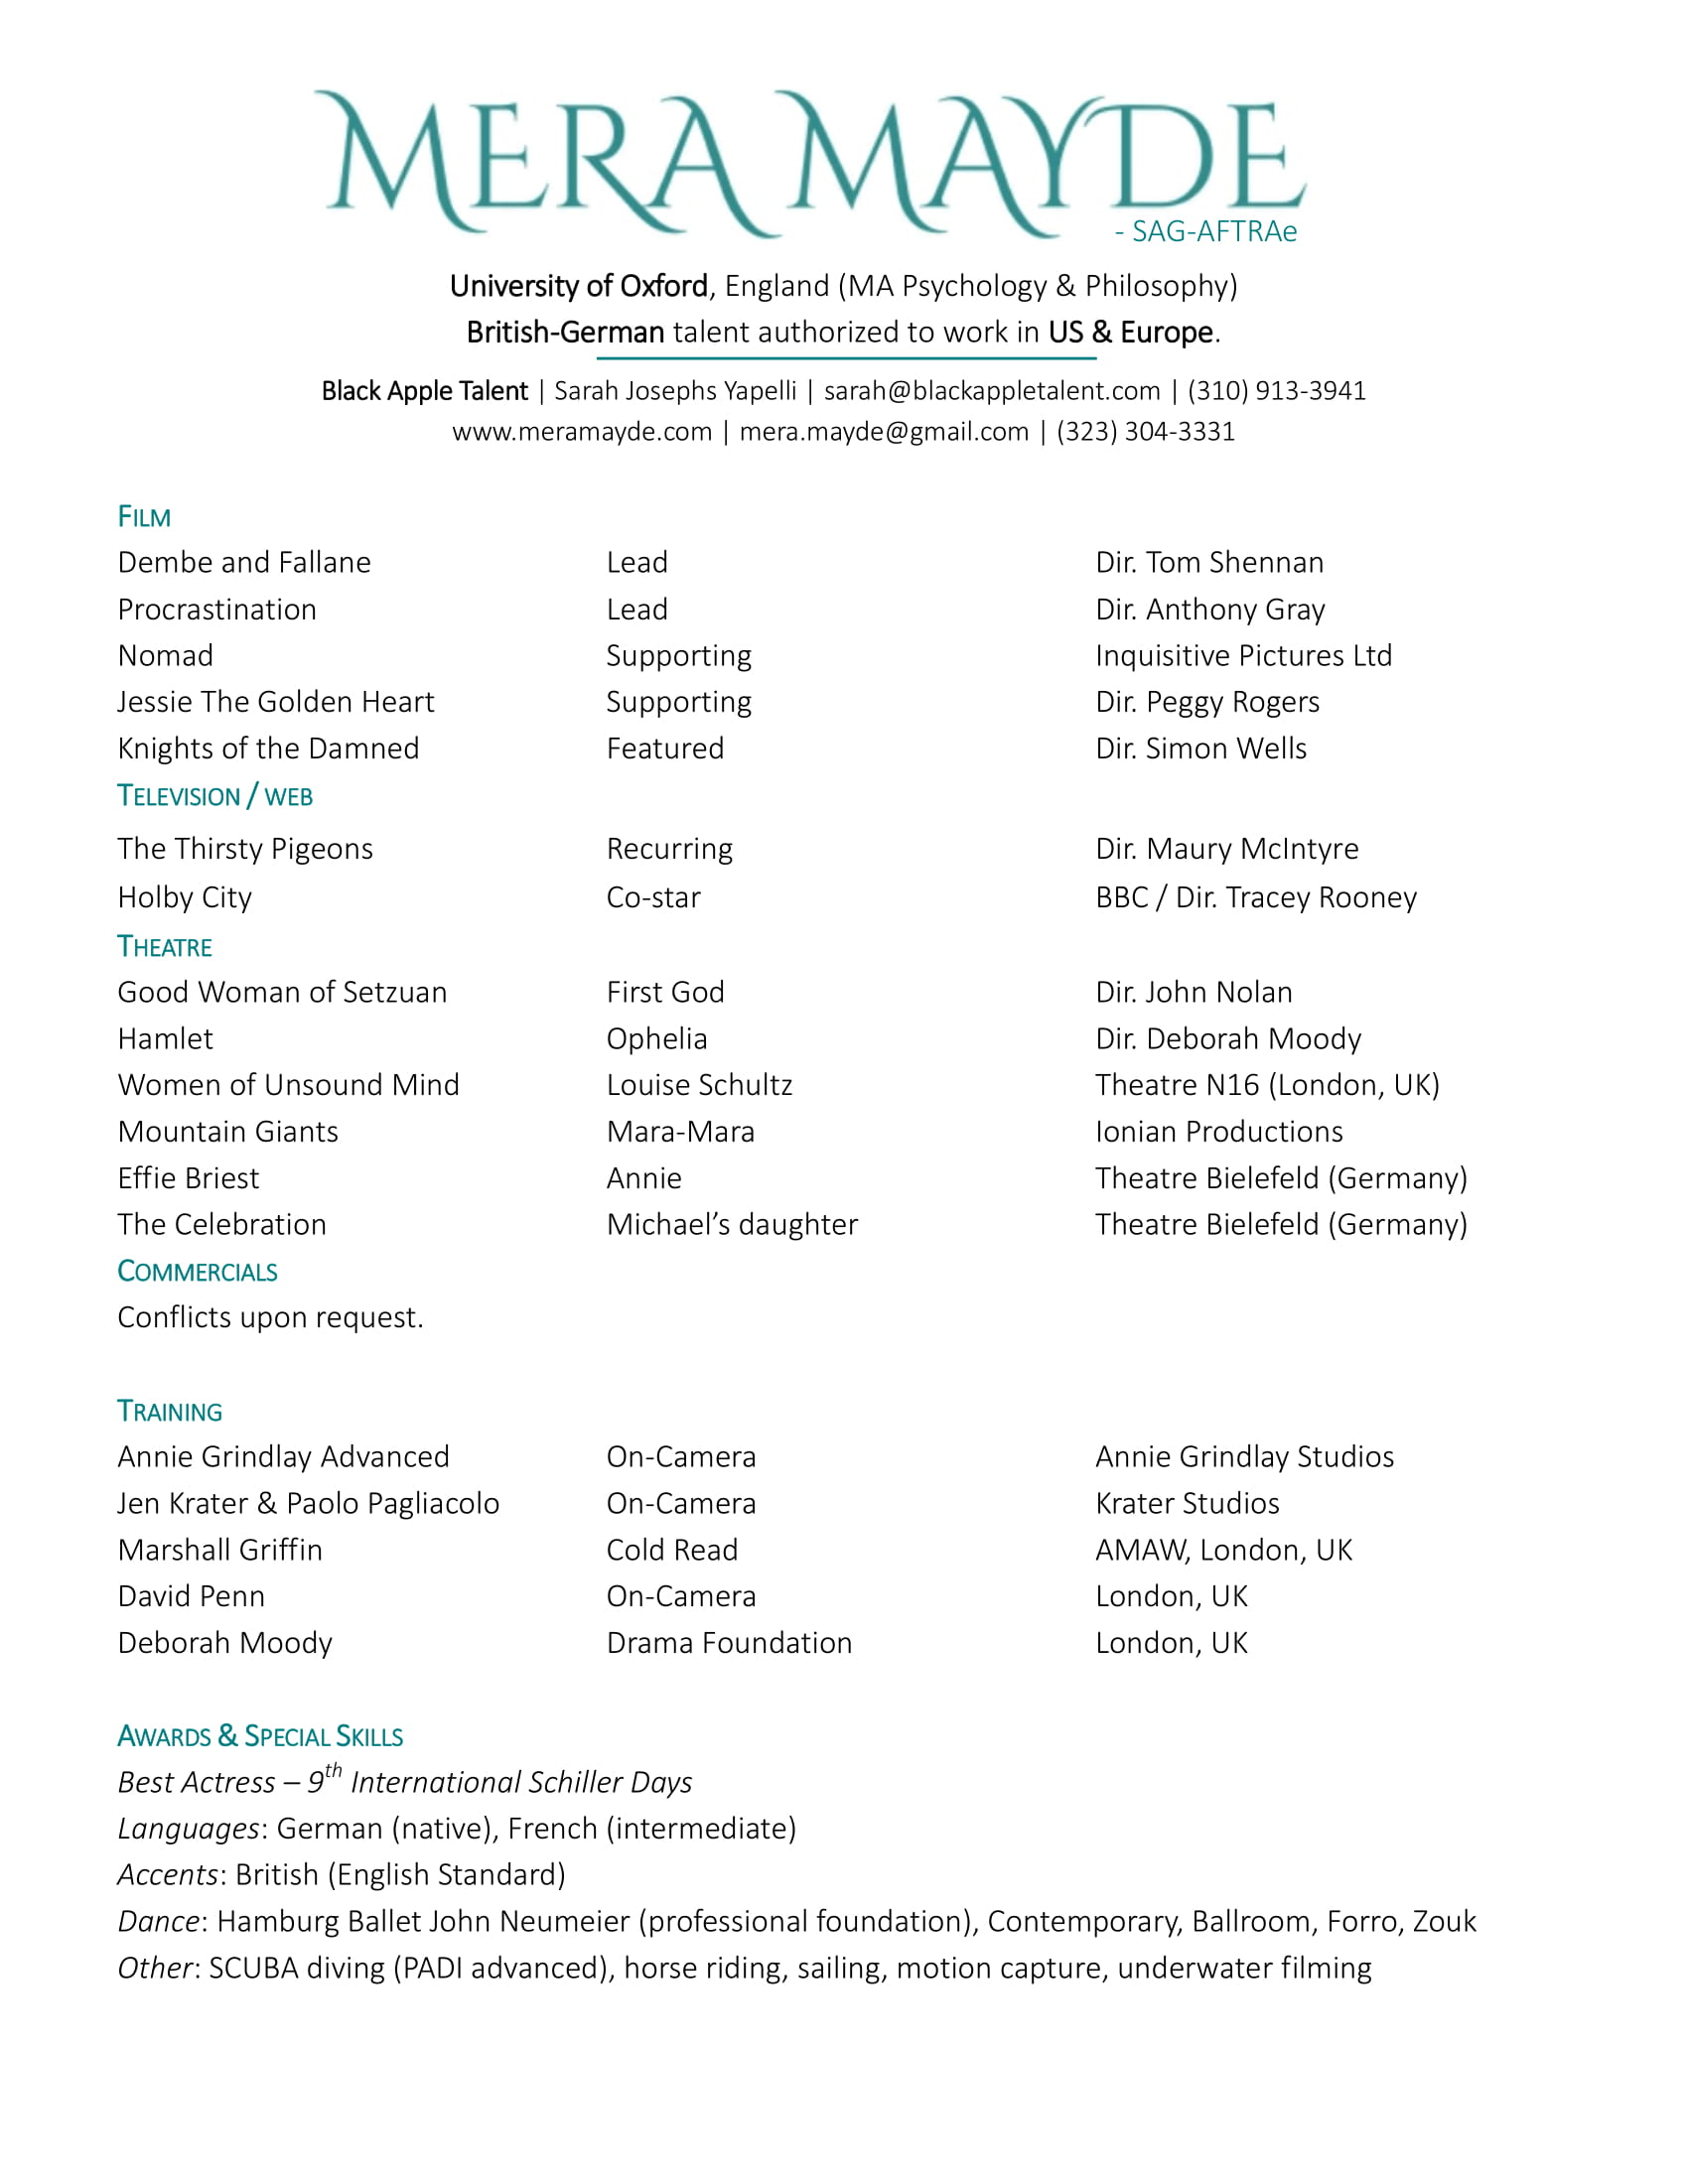 MERA MAYDE
- SAG-AFTRAe
University of Oxford, England (MA Psychology & Philosophy)
British-German talent authorized to work in US & Europe.
Black Apple Talent | Sarah Josephs Yapelli | sarah@blackappletalent.com | (310) 913-3941
www.meramayde.com | mera.mayde@gmail.com | (323) 304-3331
FILM
Dembe and Fallane Lead Dir. Tom Shennan
Procrastination Lead Dir. Anthony Gray
Nomad Supporting Inquisitive Pictures Ltd
Jessie The Golden Heart Supporting Dir. Peggy Rogers
Knights of the Damned Featured Dir. Simon Wells
TELEVISION / WEB
The Thirsty Pigeons Recurring Dir. Maury McIntyre
Holby City Co-star BBC / Dir. Tracey Rooney
THEATRE
Good Woman of Setzuan First God Dir. John Nolan
Hamlet Ophelia Dir. Deborah Moody
Women of Unsound Mind Louise Schultz Theatre N16 (London, UK)
Mountain Giants Mara-Mara Ionian Productions
Effie Briest Annie Theatre Bielefeld (Germany)
The Celebration Michael’s daughter Theatre Bielefeld (Germany)
COMMERCIALS
Conflicts upon request.
TRAINING
Annie Grindlay Advanced On-Camera Annie Grindlay Studios
Jen Krater & Paolo Pagliacolo On-Camera Krater Studios
Marshall Griffin Cold Read AMAW, London, UK
David Penn On-Camera London, UK
Deborah Moody Drama Foundation London, UK
AWARDS & SPECIAL SKILLS
Best Actress – 9th International Schiller Days
Languages: German (native), French (intermediate)
Accents: British (English Standard)
Dance: Hamburg Ballet John Neumeier (professional foundation), Contemporary, Ballroom, Forro, Zouk
Other: SCUBA diving (PADI advanced), horse riding, sailing, motion capture, underwater filming